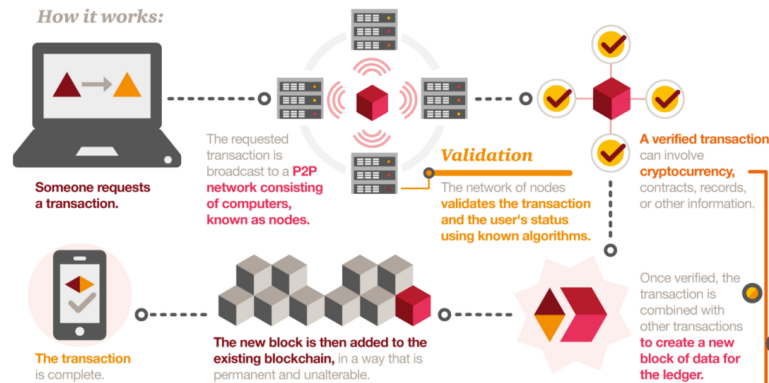 How it works:
Someone requests
a transaction.
The requested
transaction is
broadcast to a P2P
network consisting
of computers,
known as nodes.
Validation
The network of nodes
validates the transaction
and the user's status
using known algorithms.
A verified transaction
can involve
cryptocurrency,
contracts, records,
or other information.
Once verified, the
transaction is
combined with
other transactions
to create a new
block of data for
the ledger.
The new block is then added to the
existing blockchain, in a way that is
permanent and unalterable.
The transaction
is complete.